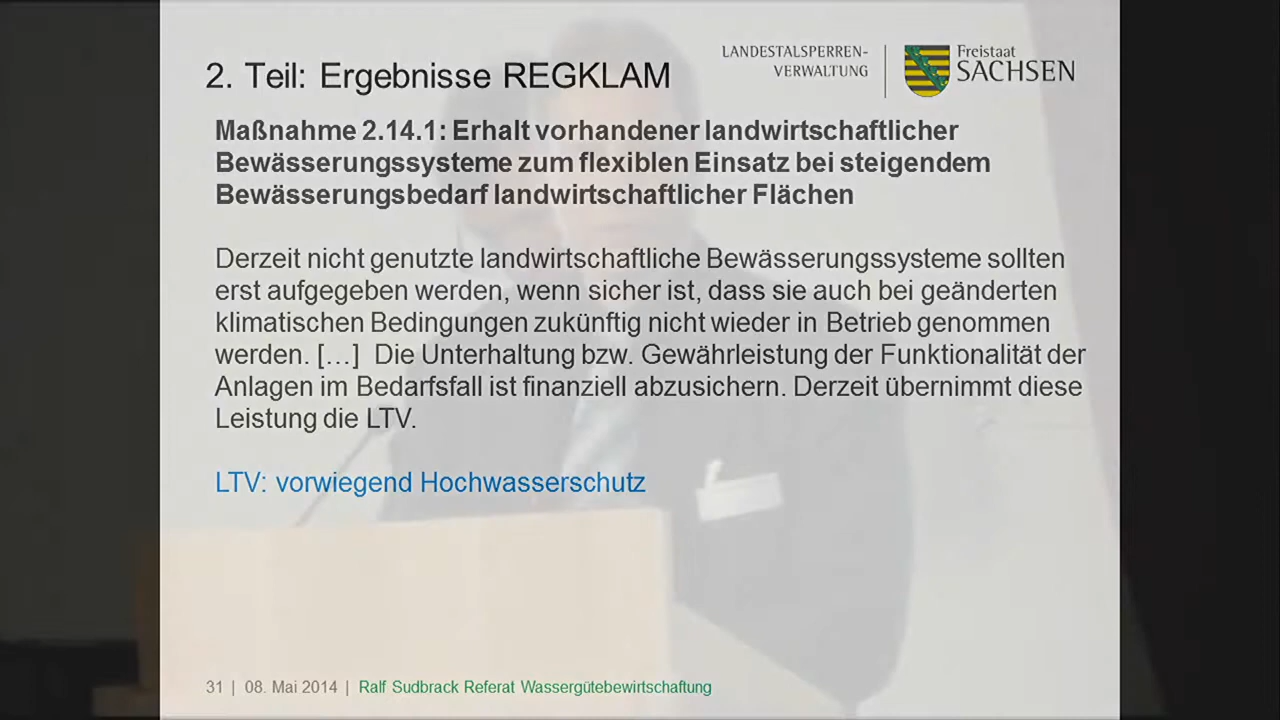 2. Teil: Ergebnisse REGKLAM
LANDESTALSPERREN-
VERWALTUNG
Freistaat
SACHSEN
Maßnahme 2.14.1: Erhalt vorhandener landwirtschaftlicher
Bewässerungssysteme zum flexiblen Einsatz bei steigendem
Bewässerungsbedarf landwirtschaftlicher Flächen
Derzeit nicht genutzte landwirtschaftliche Bewässerungssysteme sollten
erst aufgegeben werden, wenn sicher ist, dass sie auch bei geänderten
klimatischen Bedingungen zukünftig nicht wieder in Betrieb genommen
werden. […] Die Unterhaltung bzw. Gewährleistung der Funktionalität der
Anlagen im Bedarfsfall ist finanziell abzusichern. Derzeit übernimmt diese
Leistung die LTV.
LTV: vorwiegend Hochwasserschutz
31 | 08. Mai 2014 | Ralf Sudbrack Referat Wassergütebewirtschaftung